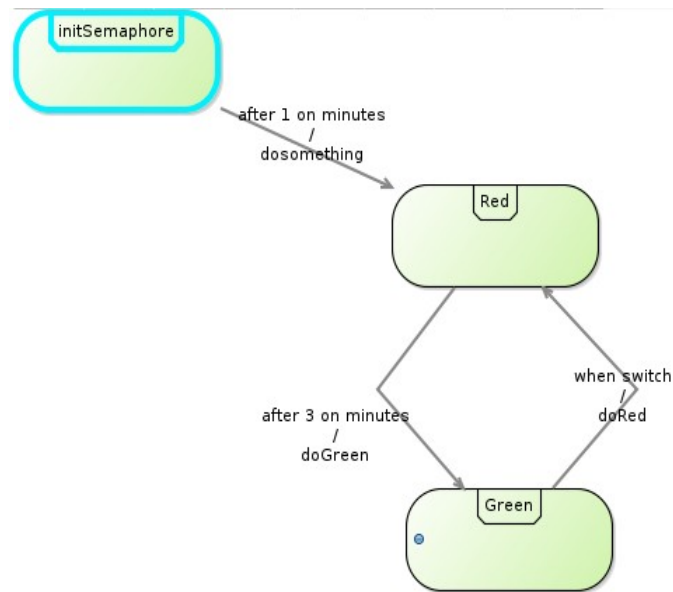 initSemaphore
after 1 on minutes
/
dosomething
Red
when switch
/
doRed
after 3 on minutes
/
doGreen
Green